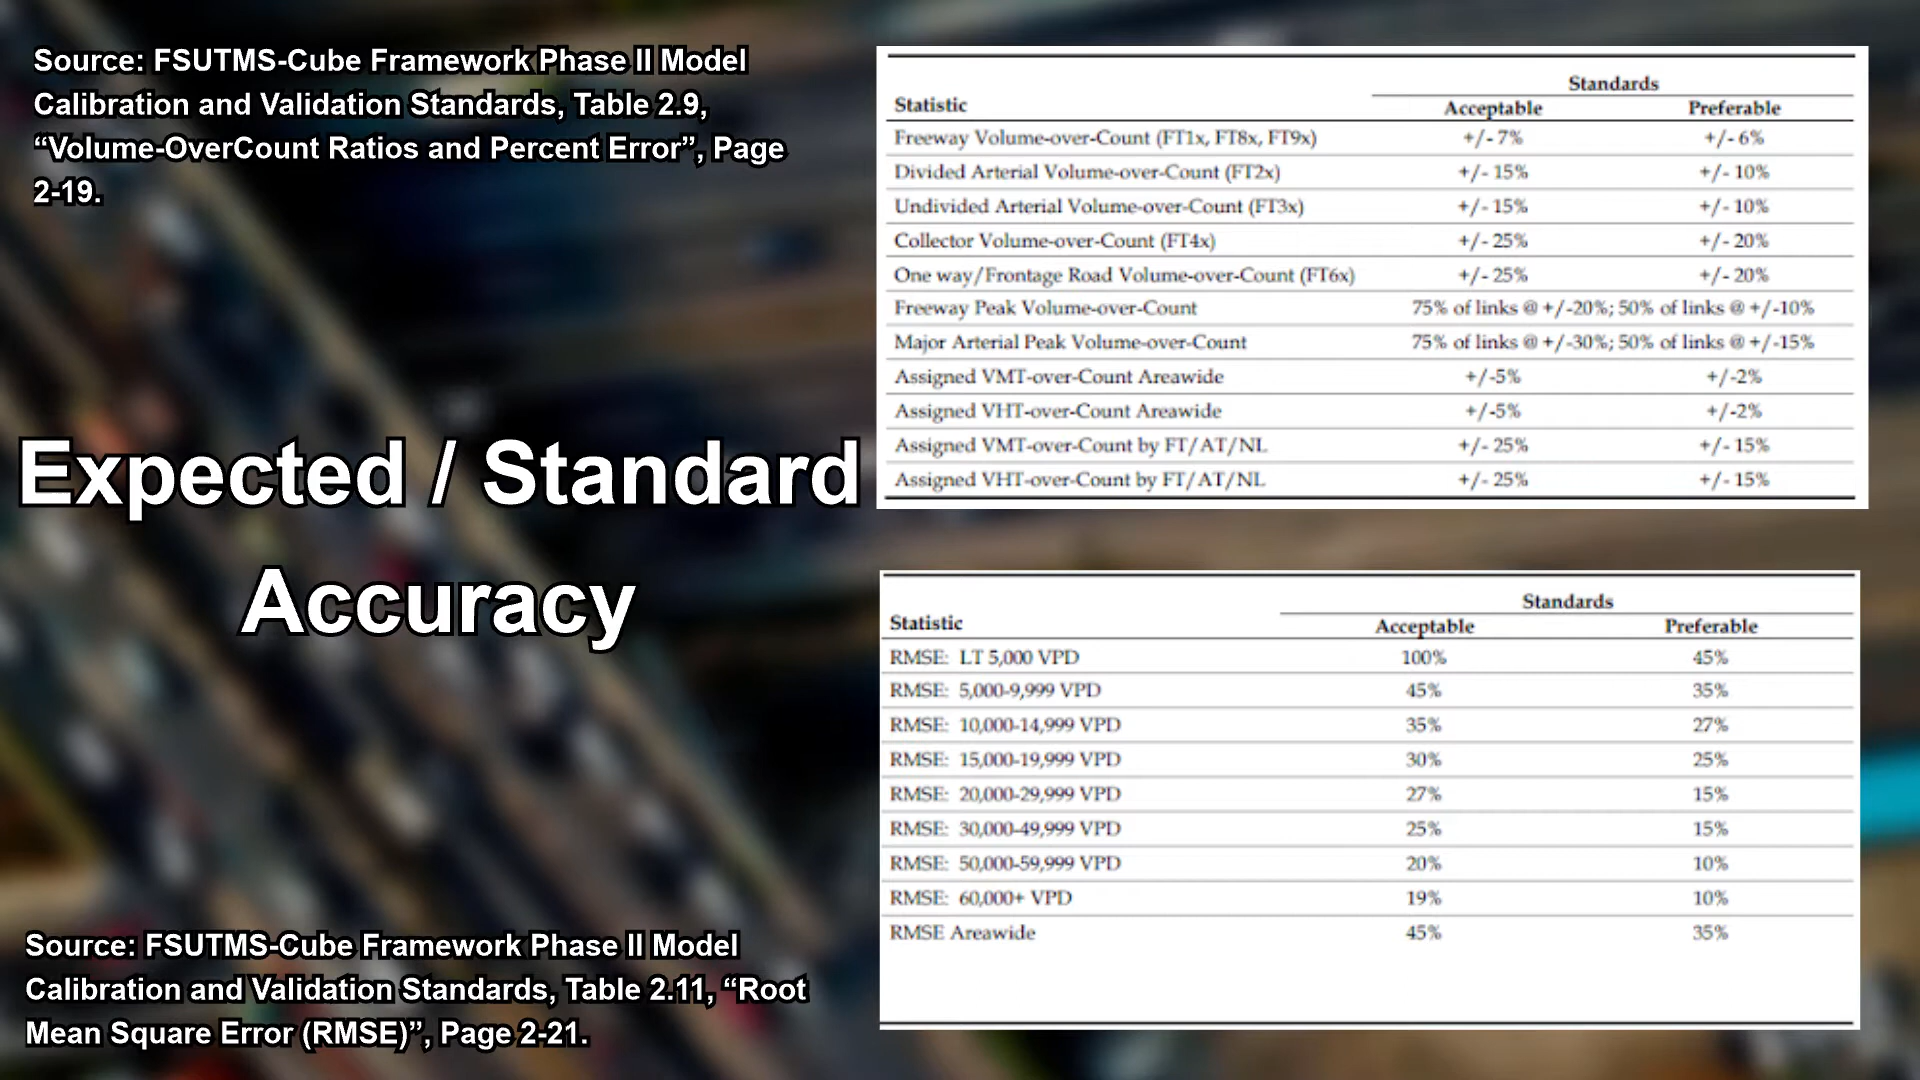 Source: FSUTMS-Cube Framework Phase II Model
Calibration and Validation Standards, Table 2.9,
“Volume-OverCount Ratios and Percent Error”, Page
2-19.
Expected / Standard
Accuracy
Source: FSUTMS-Cube Framework Phase II Model
Calibration and Validation Standards, Table 2.11, “Root
Mean Square Error (RMSE)”, Page 2-21.
Standards
Statistic Acceptable Preferable
Freeway Volume-over-Count (FT1x, FT8x, FT9x) +/- 7% +/- 6%
Divided Arterial Volume-over-Count (FT2x) +/- 15% +/- 10%
Undivided Arterial Volume-over-Count (FT3x) +/- 15% +/- 10%
Collector Volume-over-Count (FT4x) +/- 25% +/- 20%
One way/Frontage Road Volume-over-Count (FT6x) +/- 25% +/- 20%
Freeway Peak Volume-over-Count 75% of links @ +/-20%; 50% of links @ +/-10%
Major Arterial Peak Volume-over-Count 75% of links @ +/-30%; 50% of links @ +/-15%
Assigned VMT-over-Count Areawide +/-5% +/-2%
Assigned VHT-over-Count Areawide +/-5% +/-2%
Assigned VMT-over-Count by FT/AT/NL +/- 25% +/- 15%
Assigned VHT-over-Count by FT/AT/NL +/- 25% +/- 15%
Standards
Statistic Acceptable Preferable
RMSE: LT 5,000 VPD 100% 45%
RMSE: 5,000-9,999 VPD 45% 35%
RMSE: 10,000-14,999 VPD 35% 27%
RMSE: 15,000-19,999 VPD 30% 25%
RMSE: 20,000-29,999 VPD 27% 15%
RMSE: 30,000-49,999 VPD 25% 15%
RMSE: 50,000-59,999 VPD 20% 10%
RMSE: 60,000+ VPD 19% 10%
RMSE Areawide 45% 35%